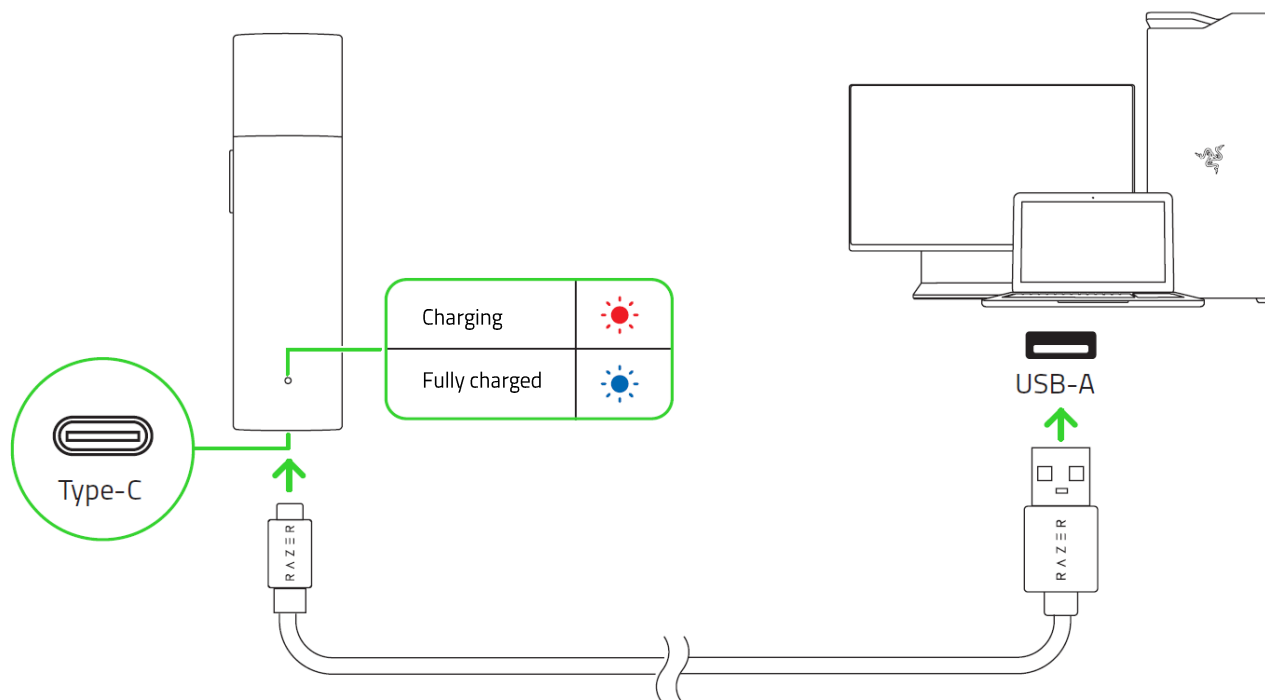 Charging
Fully charged
Type-C
USB-A
RAZER
RAZER